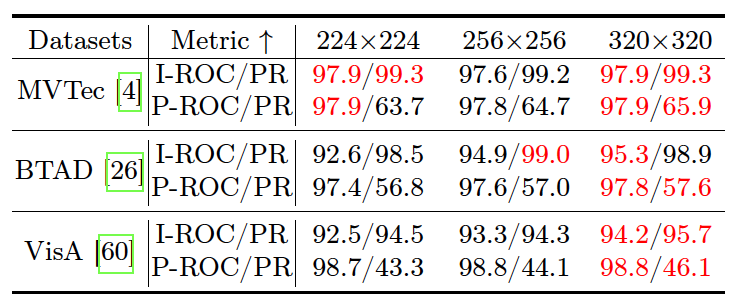 Datasets Metric ↑ 224×224 256×256 320×320
MVTec [4] I-ROC/PR 97.9/99.3 97.6/99.2 97.9/99.3
P-ROC/PR 97.9/63.7 97.8/64.7 97.9/65.9
BTAD [26] I-ROC/PR 92.6/98.5 94.9/99.0 95.3/98.9
P-ROC/PR 97.4/56.8 97.6/57.0 97.8/57.6
VisA [60] I-ROC/PR 92.5/94.5 93.3/94.3 94.2/95.7
P-ROC/PR 98.7/43.3 98.8/44.1 98.8/46.1